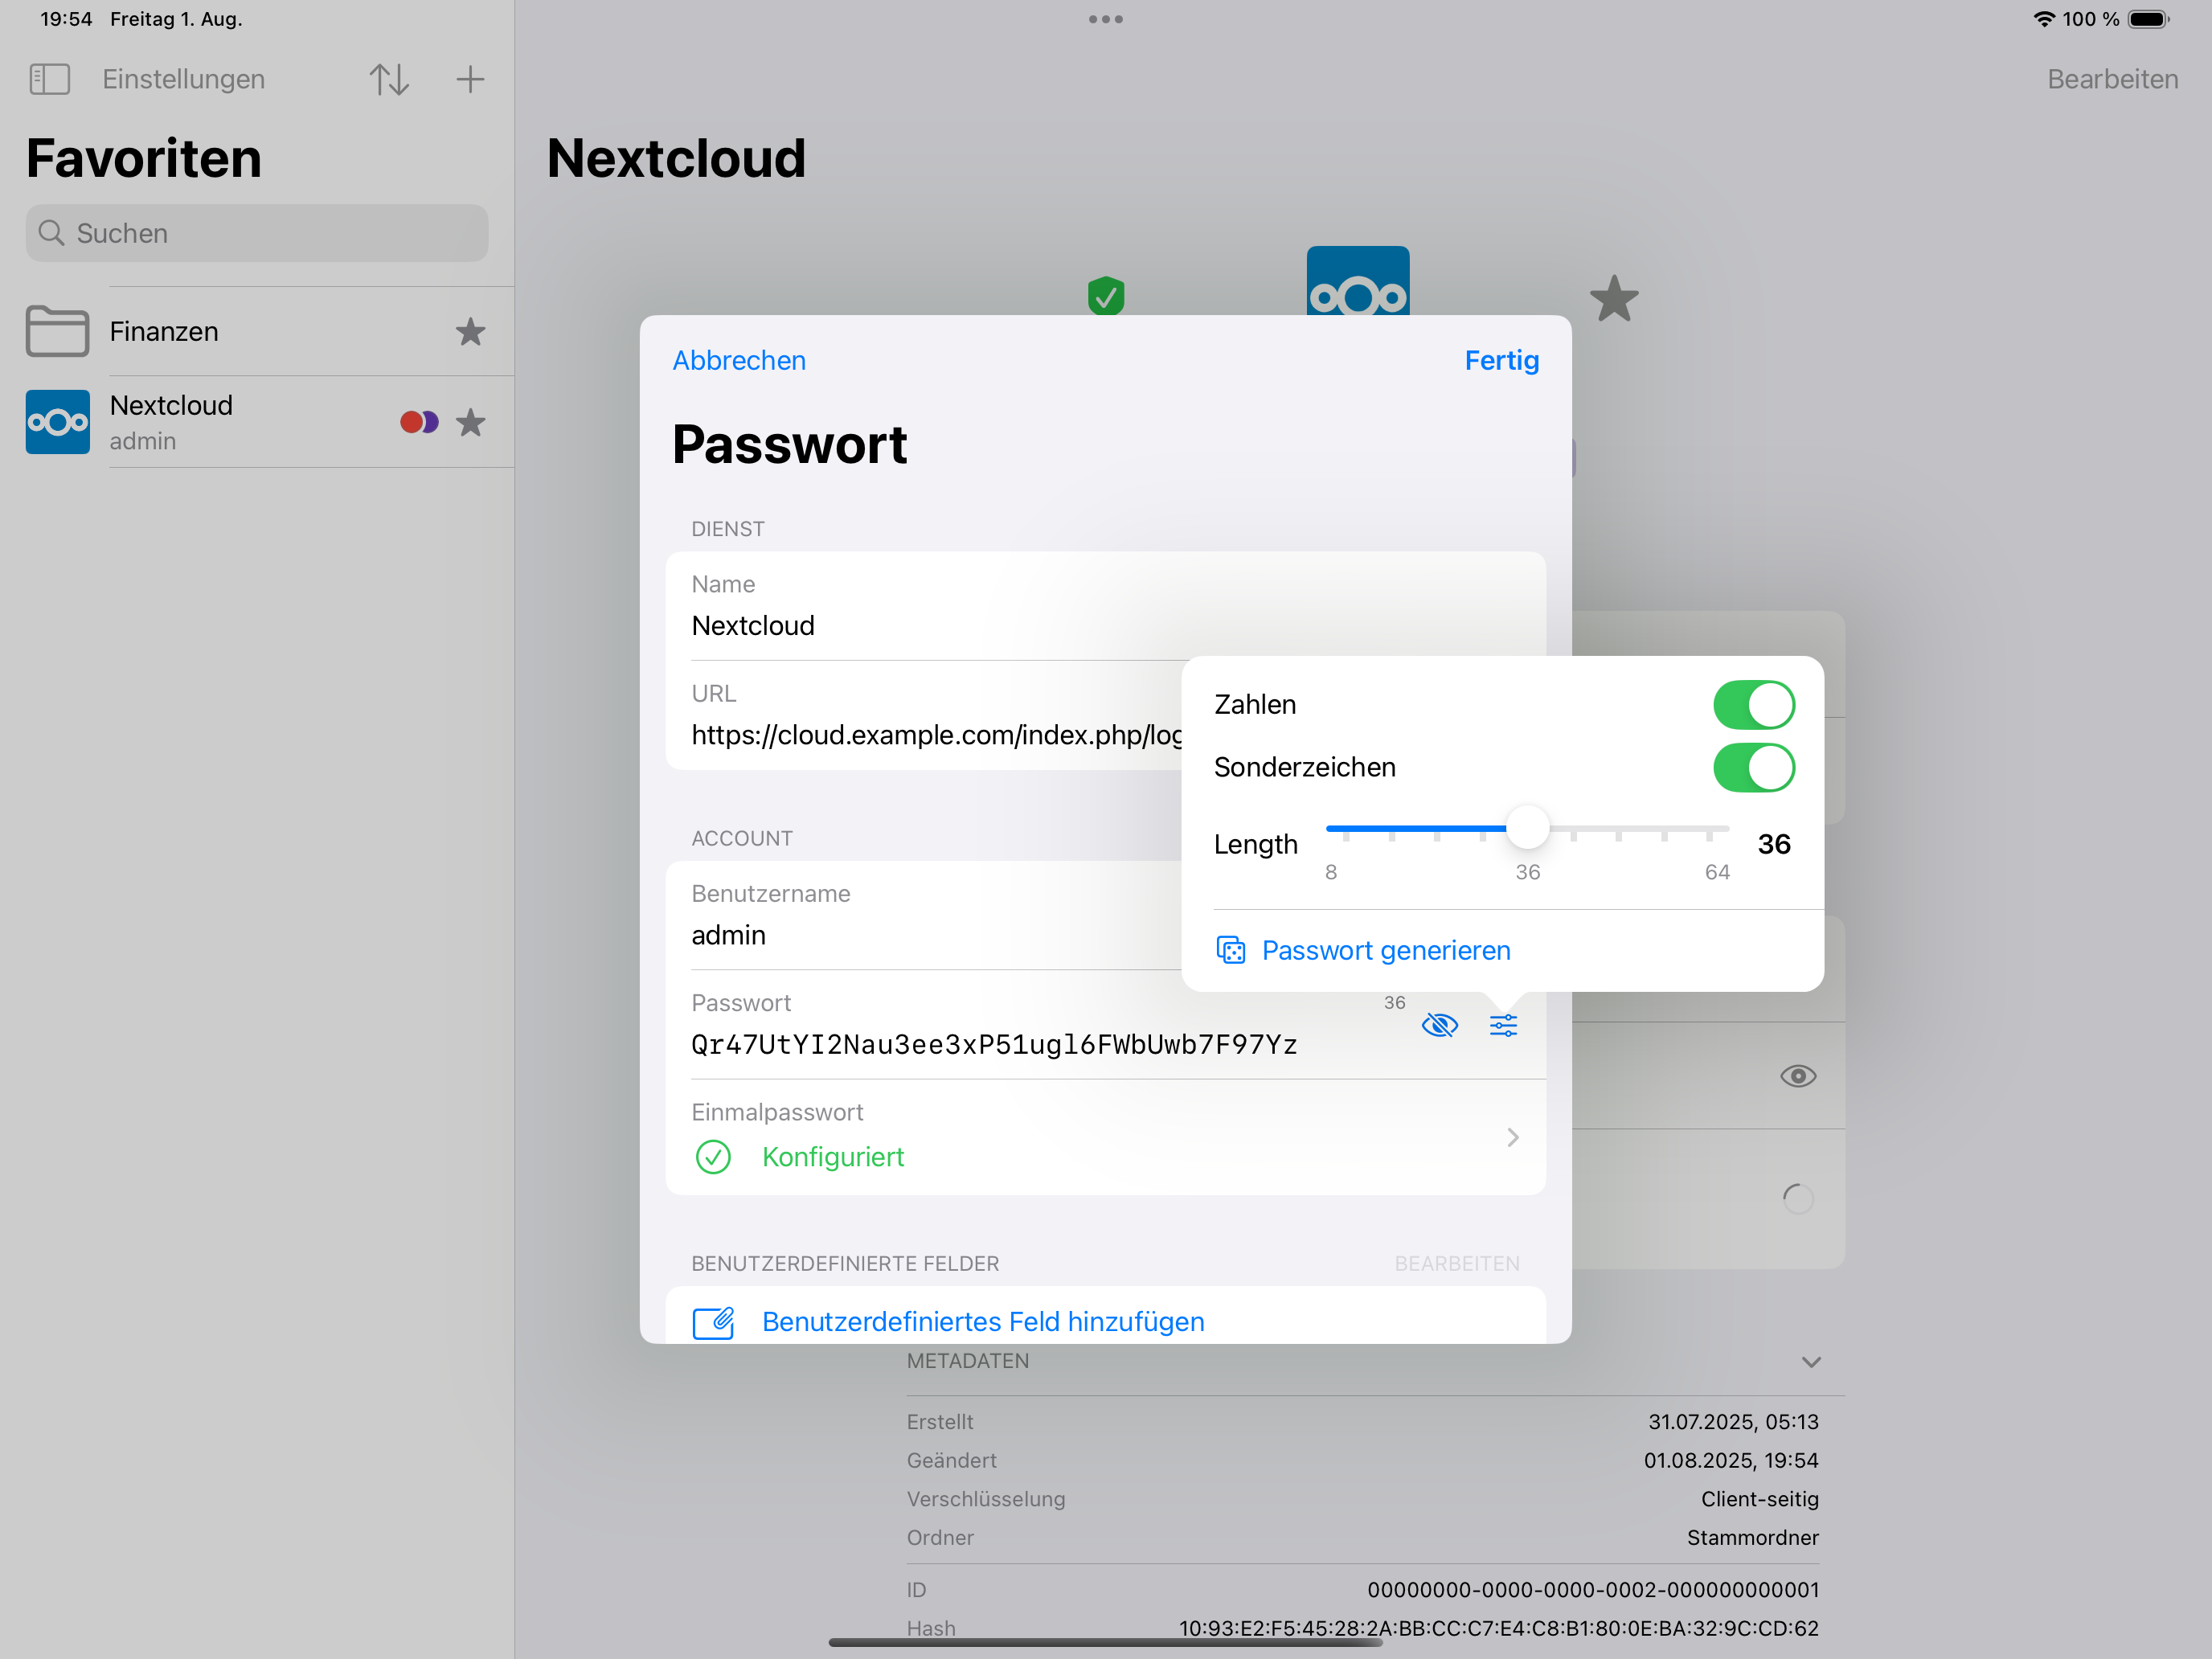 19:54 Freitag 1. Aug.
100 %
Einstellungen
Bearbeiten
Favoriten
Nextcloud
Suchen
Finanzen
Nextcloud
admin
Abbrechen
Fertig
Passwort
DIENST
Name
Nextcloud
URL
https://cloud.example.com/index.php/log
Zahlen
Sonderzeichen
Length
36
8
36
64
Passwort generieren
ACCOUNT
Benutzername
admin
Passwort
36
Qr47UtYI2Nau3ee3xP51ugl6FWbUwb7F97Yz
Einmalpasswort
Konfiguriert
BENUTZERDEFINIERTE FELDER
BEARBEITEN
Benutzerdefiniertes Feld hinzufügen
METADATEN
Erstellt
31.07.2025, 05:13
Geändert
01.08.2025, 19:54
Verschlüsselung
Client-seitig
Ordner
Stammordner
ID
00000000-0000-0000-0002-000000000001
Hash
10:93:E2:F5:45:28:2A:BB:CC:C7:E4:C8:B1:80:0E:BA:32:9C:CD:62